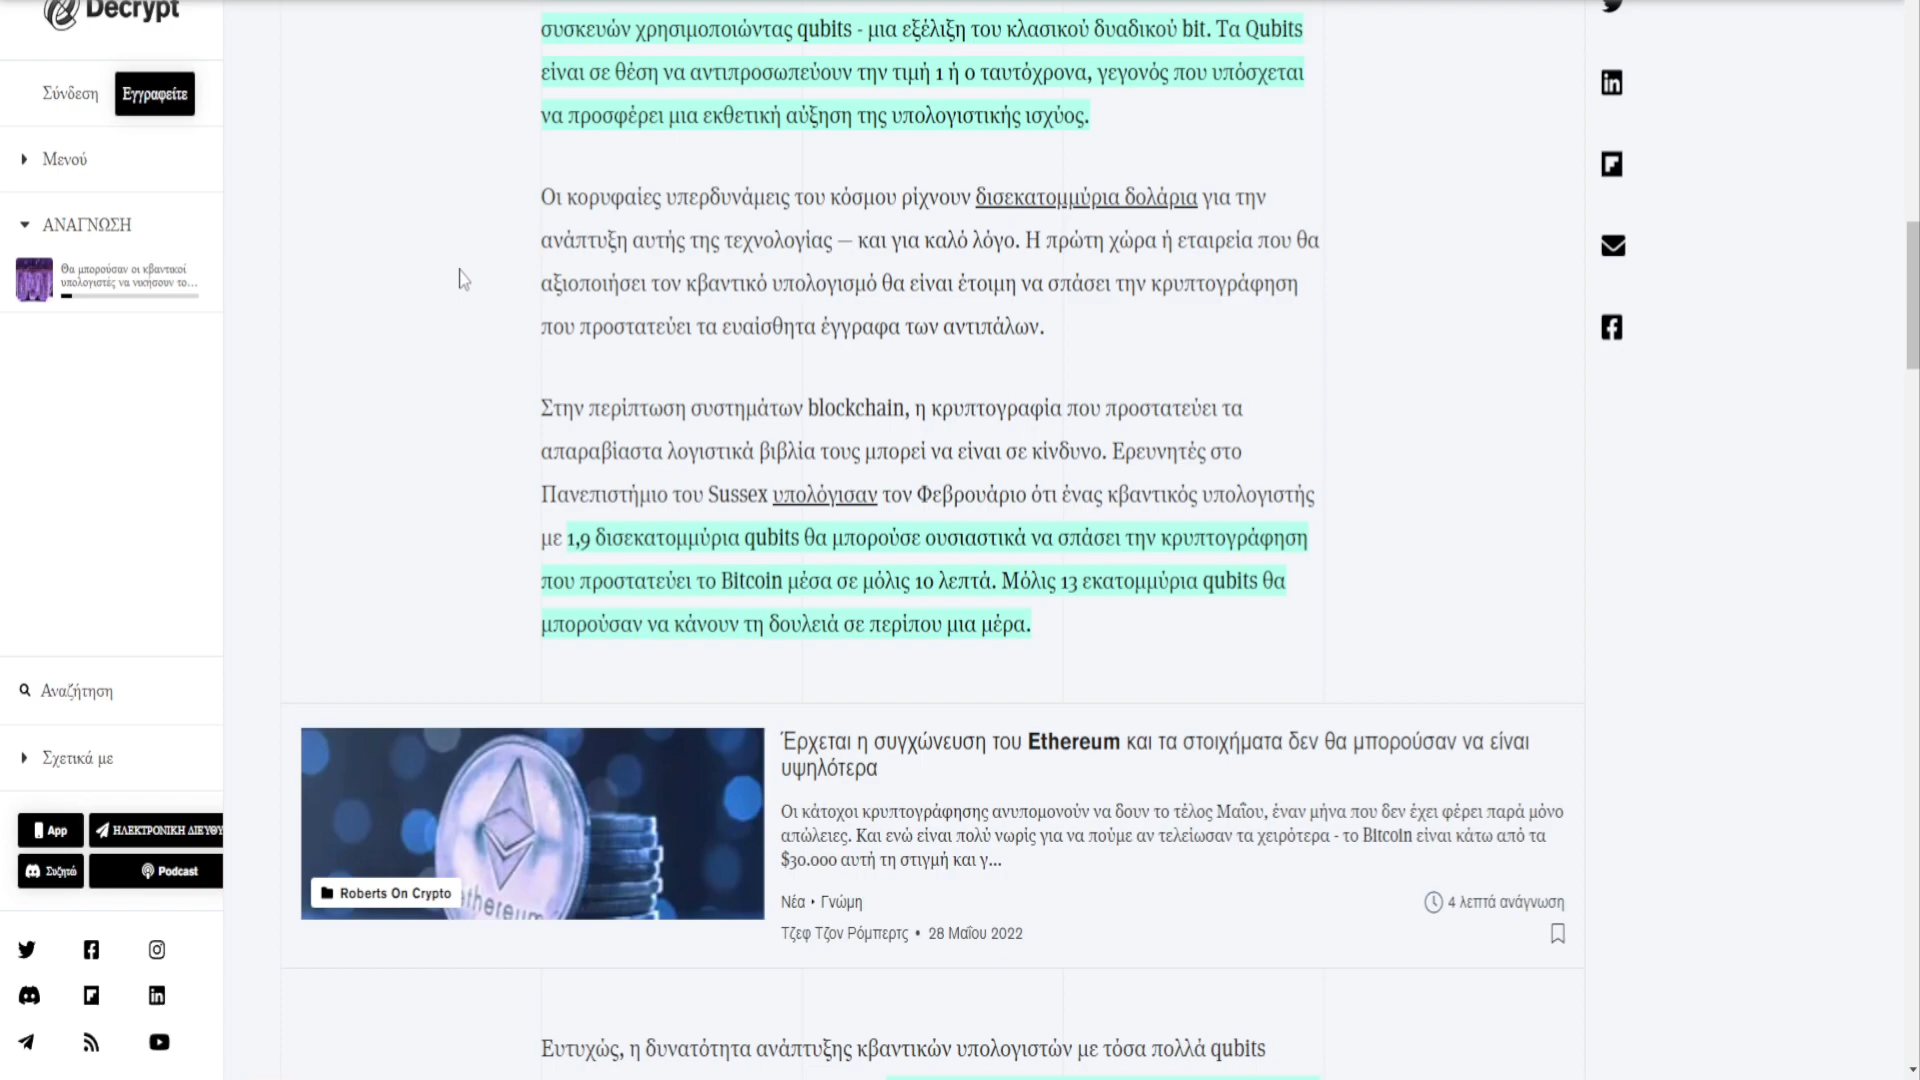 Decrypt
Σύνδεση
Εγγραφείτε
Μενού
ΑΝΑΓΝΩΣΗ
Θα μπορούσαν οι κβαντικοί
υπολογιστές να νικήσουν το...
Αναζήτηση
Σχετικά με
App
ΗΛΕΚΤΡΟΝΙΚΗ ΔΙΕΥΘΥ
Συζητώ
Podcast
συσκευών χρησιμοποιώντας qubits - μια εξέλιξη του κλασικού δυαδικού bit. Τα Qubits
είναι σε θέση να αντιπροσωπεύουν την τιμή 1 ή 0 ταυτόχρονα, γεγονός που υπόσχεται
να προσφέρει μια εκθετική αύξηση της υπολογιστικής ισχύος.
Οι κορυφαίες υπερδυνάμεις του κόσμου ρίχνουν δισεκατομμύρια δολάρια για την
ανάπτυξη αυτής της τεχνολογίας — και για καλό λόγο. Η πρώτη χώρα ή εταιρεία που θα
αξιοποιήσει τον κβαντικό υπολογισμό θα είναι έτοιμη να σπάσει την κρυπτογράφηση
που προστατεύει τα ευαίσθητα έγγραφα των αντιπάλων.
Στην περίπτωση συστημάτων blockchain, η κρυπτογραφία που προστατεύει τα
απαραβίαστα λογιστικά βιβλία τους μπορεί να είναι σε κίνδυνο. Ερευνητές στο
Πανεπιστήμιο του Sussex υπολόγισαν τον Φεβρουάριο ότι ένας κβαντικός υπολογιστής
με 1,9 δισεκατομμύρια qubits θα μπορούσε ουσιαστικά να σπάσει την κρυπτογράφηση
που προστατεύει το Bitcoin μέσα σε μόλις 10 λεπτά. Μόλις 13 εκατομμύρια qubits θα
μπορούσαν να κάνουν τη δουλειά σε περίπου μια μέρα.
ethereum
Roberts On Crypto
Έρχεται η συγχώνευση του Ethereum και τα στοιχήματα δεν θα μπορούσαν να είναι
υψηλότερα
Οι κάτοχοι κρυπτογράφησης ανυπομονούν να δουν το τέλος Μαΐου, έναν μήνα που δεν έχει φέρει παρά μόνο
απώλειες. Και ενώ είναι πολύ νωρίς για να πούμε αν τελείωσαν τα χειρότερα - το Bitcoin είναι κάτω από τα
$30.000 αυτή τη στιγμή και γ...
Νέα ‣ Γνώμη
4 λεπτά ανάγνωση
Τζεφ Τζον Ρόμπερτς • 28 Μαΐου 2022
Ευτυχώς, η δυνατότητα ανάπτυξης κβαντικών υπολογιστών με τόσα πολλά qubits